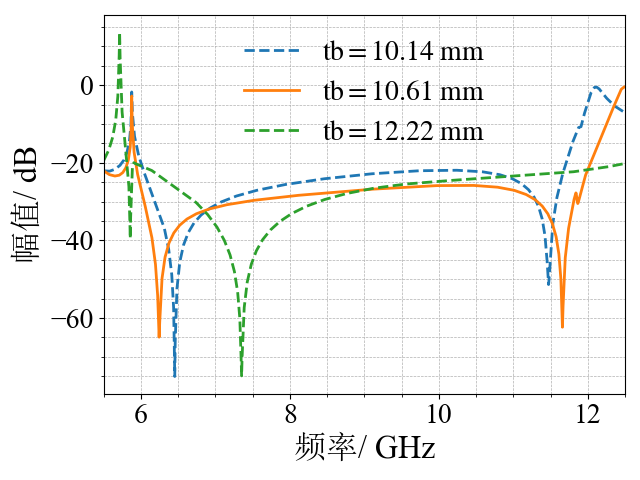 tb = 10.14 mm
tb = 10.61 mm
tb = 12.22 mm
0
−20
−40
−60
幅值/ dB
6 8 10 12
频率/ GHz